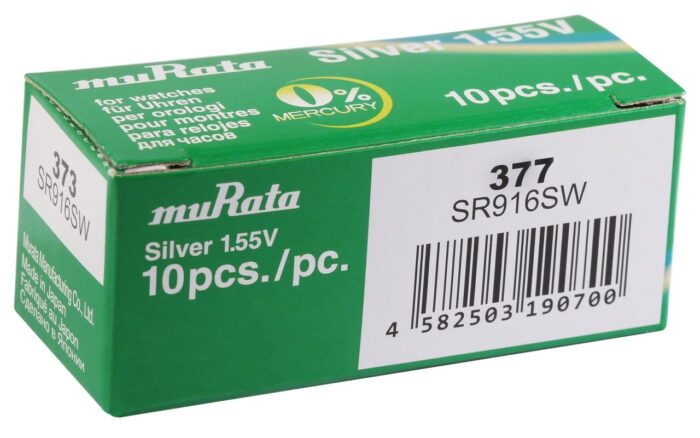 muRata
Silver 1.55V
for watches
für Uhren
per orologi
pour montres
para relojes
для часов
0%
MERCURY
10pcs./pc.
373
SR916SW
Murata Manufacturing Co., Ltd.
Made in Japan
Fabriqué au Japon
Сделано в Японии
muRata
Silver 1.55V
10pcs./pc.
377
SR916SW
4 582503 190700